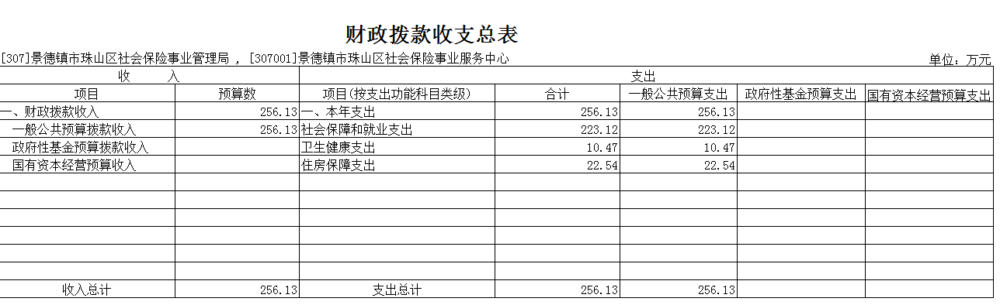 财政拨款收支总表
[307]景德镇市珠山区社会保险事业管理局 , [307001]景德镇市珠山区社会保险事业服务中心 单位：万元
收 入 支出
项目 预算数 项目(按支出功能科目类级) 合计 一般公共预算支出 政府性基金预算支出 国有资本经营预算支出
一、财政拨款收入 256.13 一、本年支出 256.13 256.13
一般公共预算拨款收入 256.13 社会保障和就业支出 223.12 223.12
政府性基金预算拨款收入 卫生健康支出 10.47 10.47
国有资本经营预算收入 住房保障支出 22.54 22.54
收入总计 256.13 支出总计 256.13 256.13